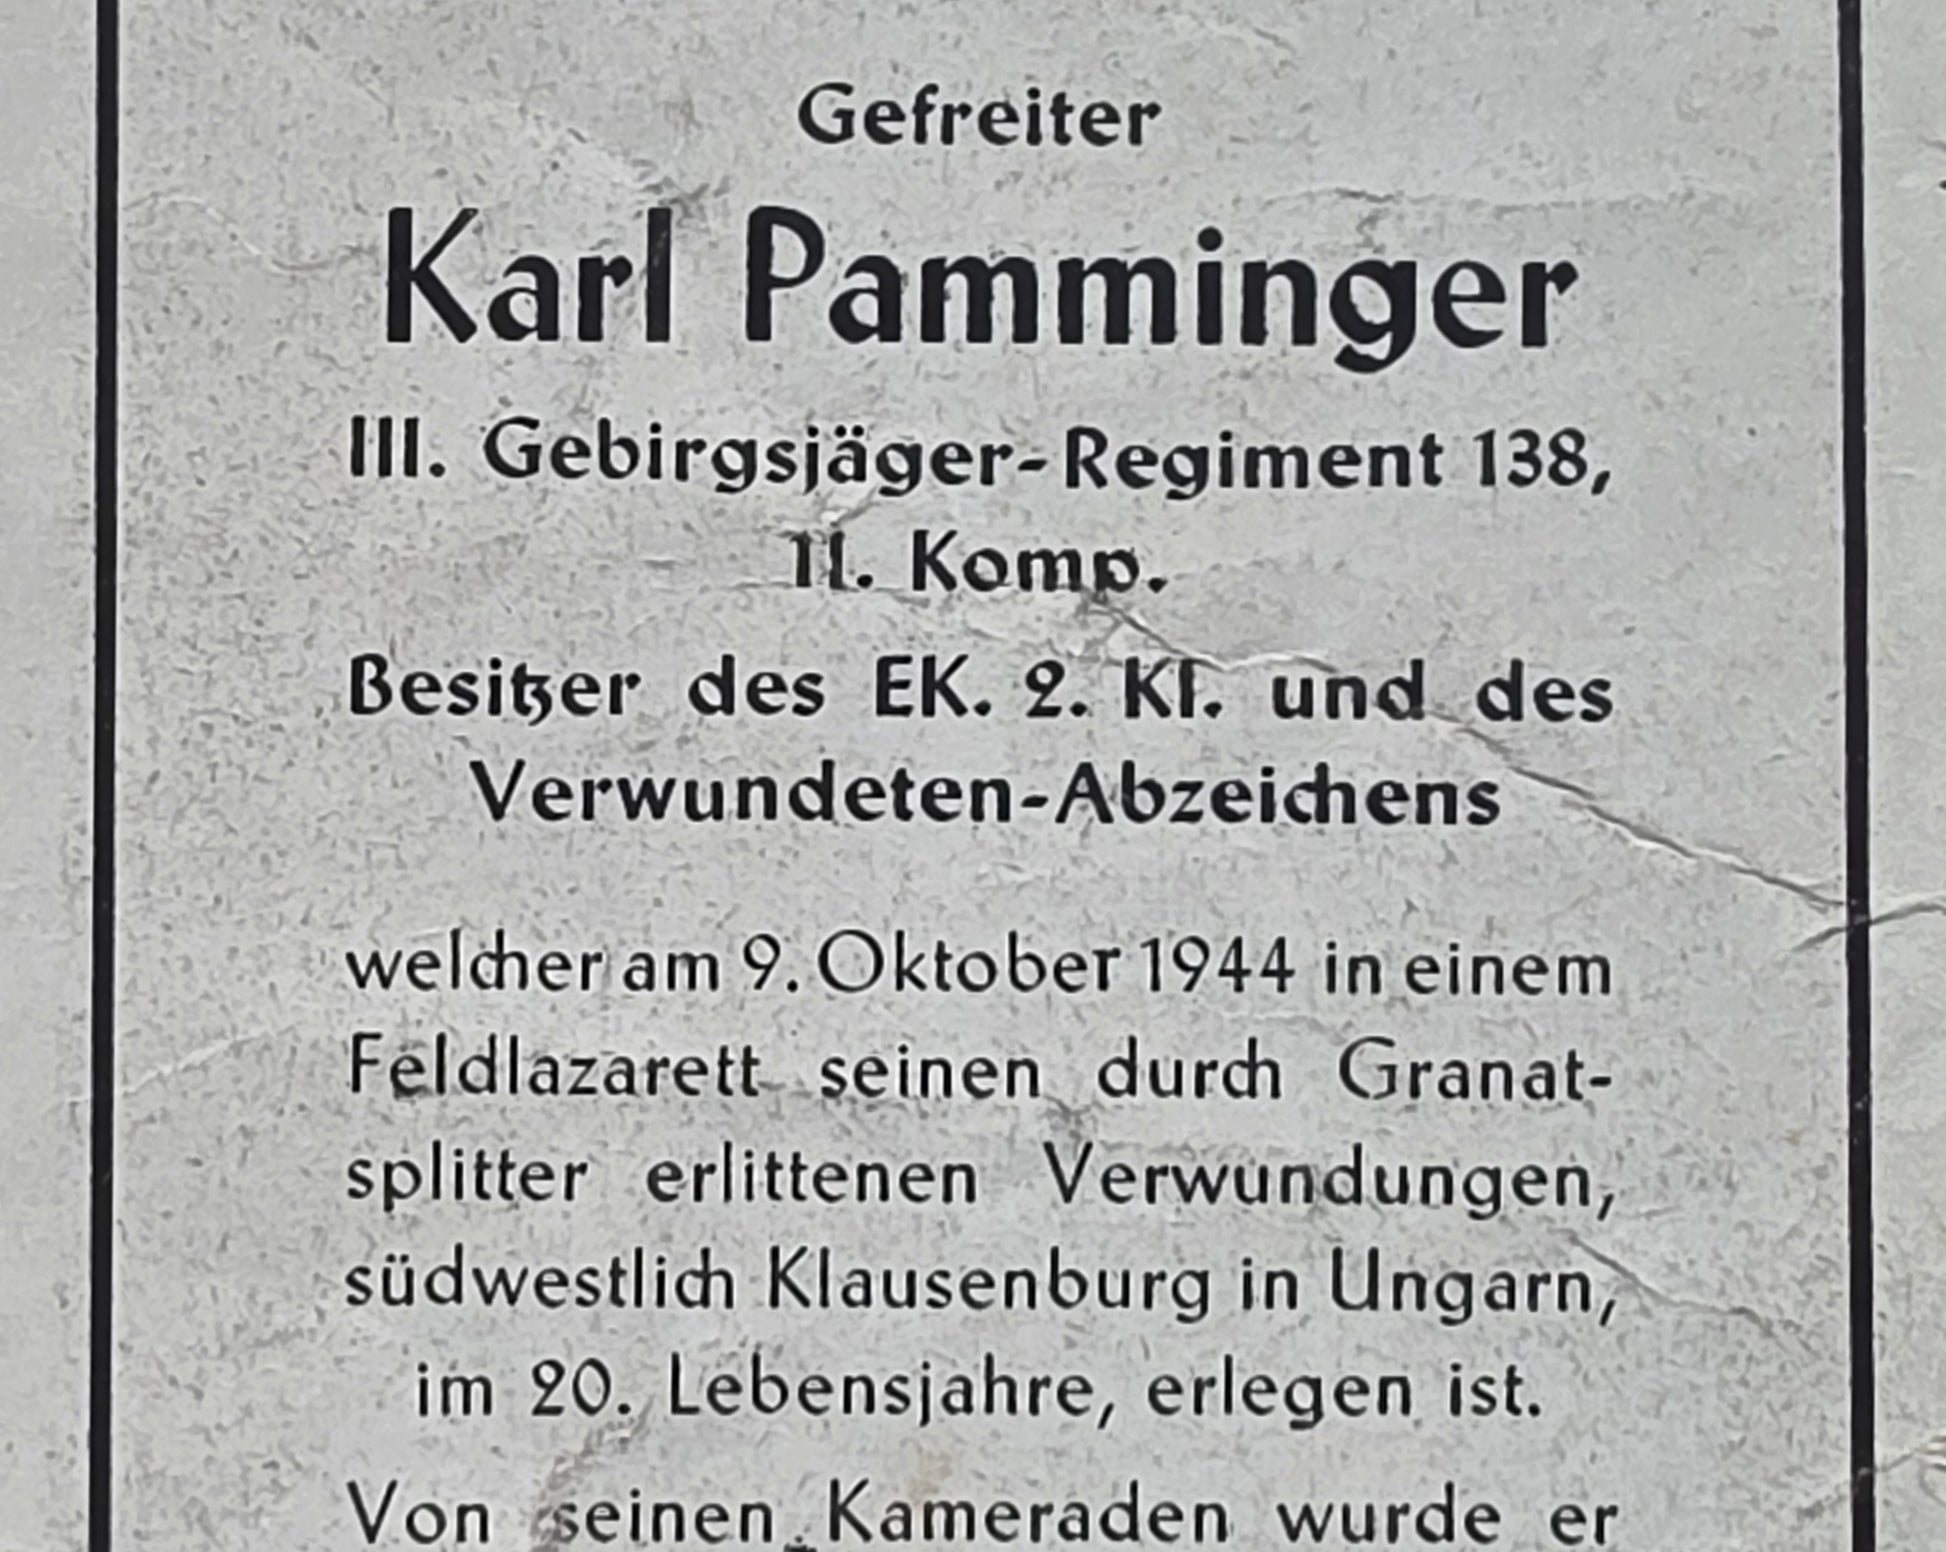 Gefreiter
Karl Pamminger
III. Gebirgsjäger-Regiment 138,
11. Komp.
Besitzer des EK. 2. Kl. und des
Verwundeten-Abzeichens
welcher am 9. Oktober 1944 in einem
Feldlazarett seinen durch Granat-
splitter erlittenen Verwundungen,
südwestlich Klausenburg in Ungarn,
im 20. Lebensjahre, erlegen ist.
Von seinen Kameraden wurde er